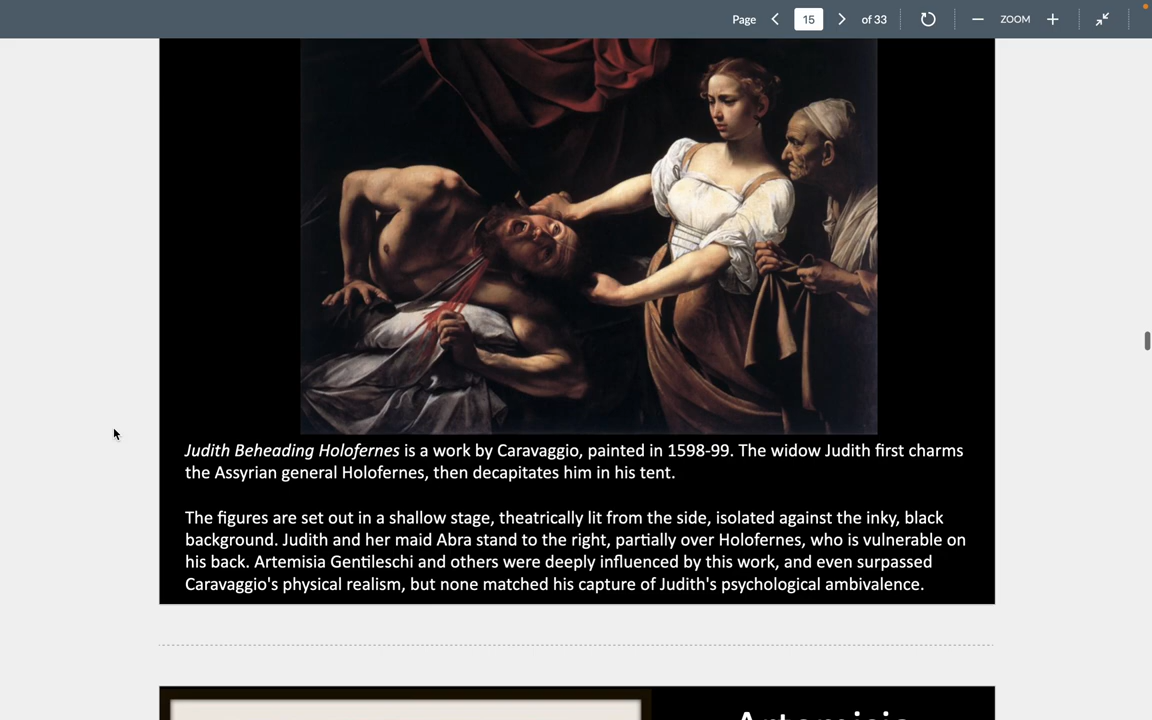 Page 15 of 33 ZOOM
Judith Beheading Holofernes is a work by Caravaggio, painted in 1598-99. The widow Judith first charms
the Assyrian general Holofernes, then decapitates him in his tent.
The figures are set out in a shallow stage, theatrically lit from the side, isolated against the inky, black
background. Judith and her maid Abra stand to the right, partially over Holofernes, who is vulnerable on
his back. Artemisia Gentileschi and others were deeply influenced by this work, and even surpassed
Caravaggio's physical realism, but none matched his capture of Judith's psychological ambivalence.
Artemisia